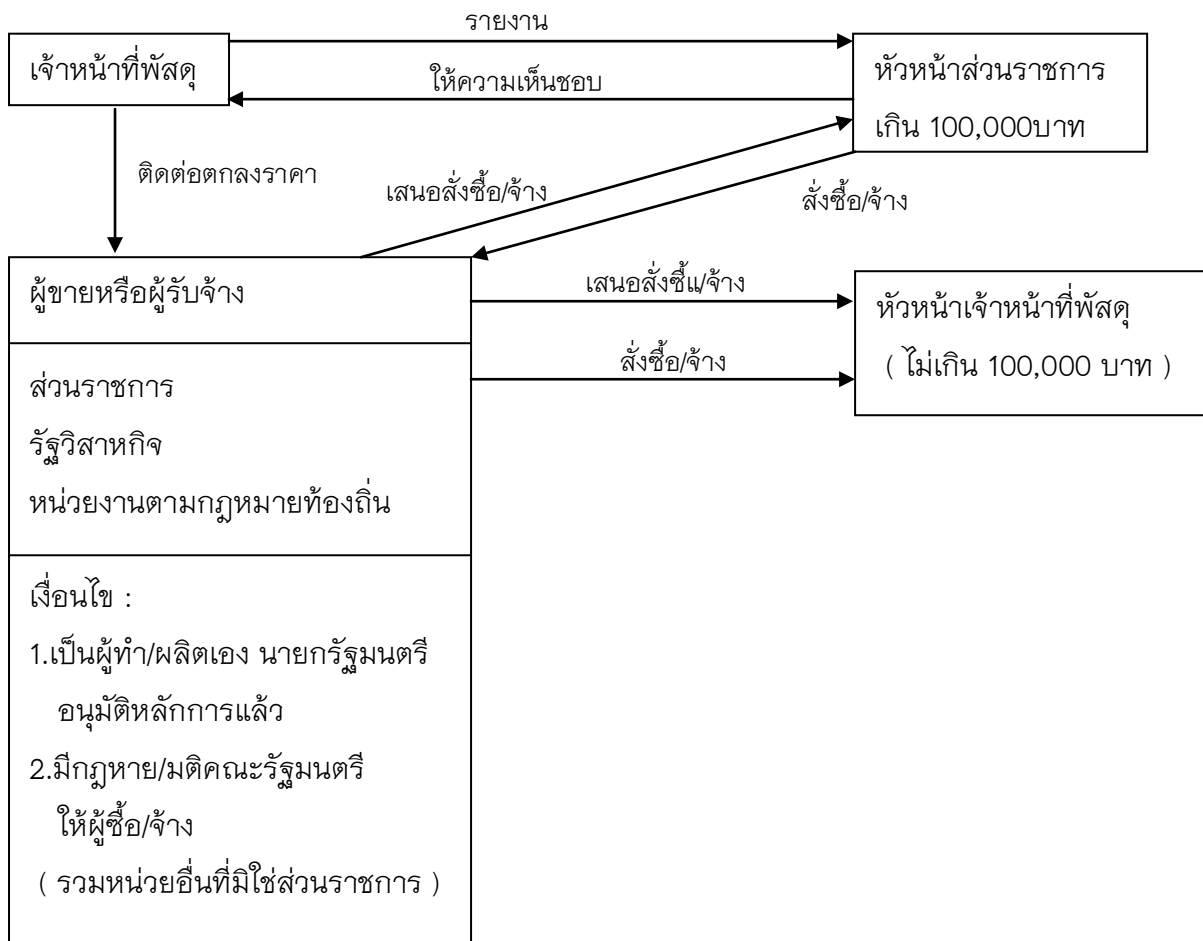 รายงาน
เจ้าหน้าที่พัสดุ
ให้ความเห็นชอบ
หัวหน้าส่วนราชการ
เกิน 100,000บาท
ติดต่อตกลงราคา
เสนอสั่งซื้อ/จ้าง
สั่งซื้อ/จ้าง
ผู้ขายหรือผู้รับจ้าง
เสนอสั่งซื้แ/จ้าง
หัวหน้าเจ้าหน้าที่พัสดุ
( ไม่เกิน 100,000 บาท )
สั่งซื้อ/จ้าง
ส่วนราชการ
รัฐวิสาหกิจ
หน่วยงานตามกฎหมายท้องถิ่น
เงื่อนไข :
1.เป็นผู้ทำ/ผลิตเอง นายกรัฐมนตรี
อนุมัติหลักการแล้ว
2.มีกฎหาย/มติคณะรัฐมนตรี
ให้ผู้ซื้อ/จ้าง
( รวมหน่วยอื่นที่มิใช่ส่วนราชการ )